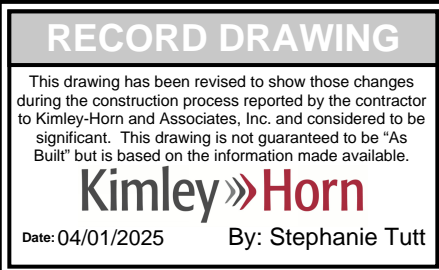 RECORD DRAWING
This drawing has been revised to show those changes
during the construction process reported by the contractor
to Kimley-Horn and Associates, Inc. and considered to be
significant. This drawing is not guaranteed to be “As
Built” but is based on the information made available.
Kimley»Horn
Date: 04/01/2025 By: Stephanie Tutt